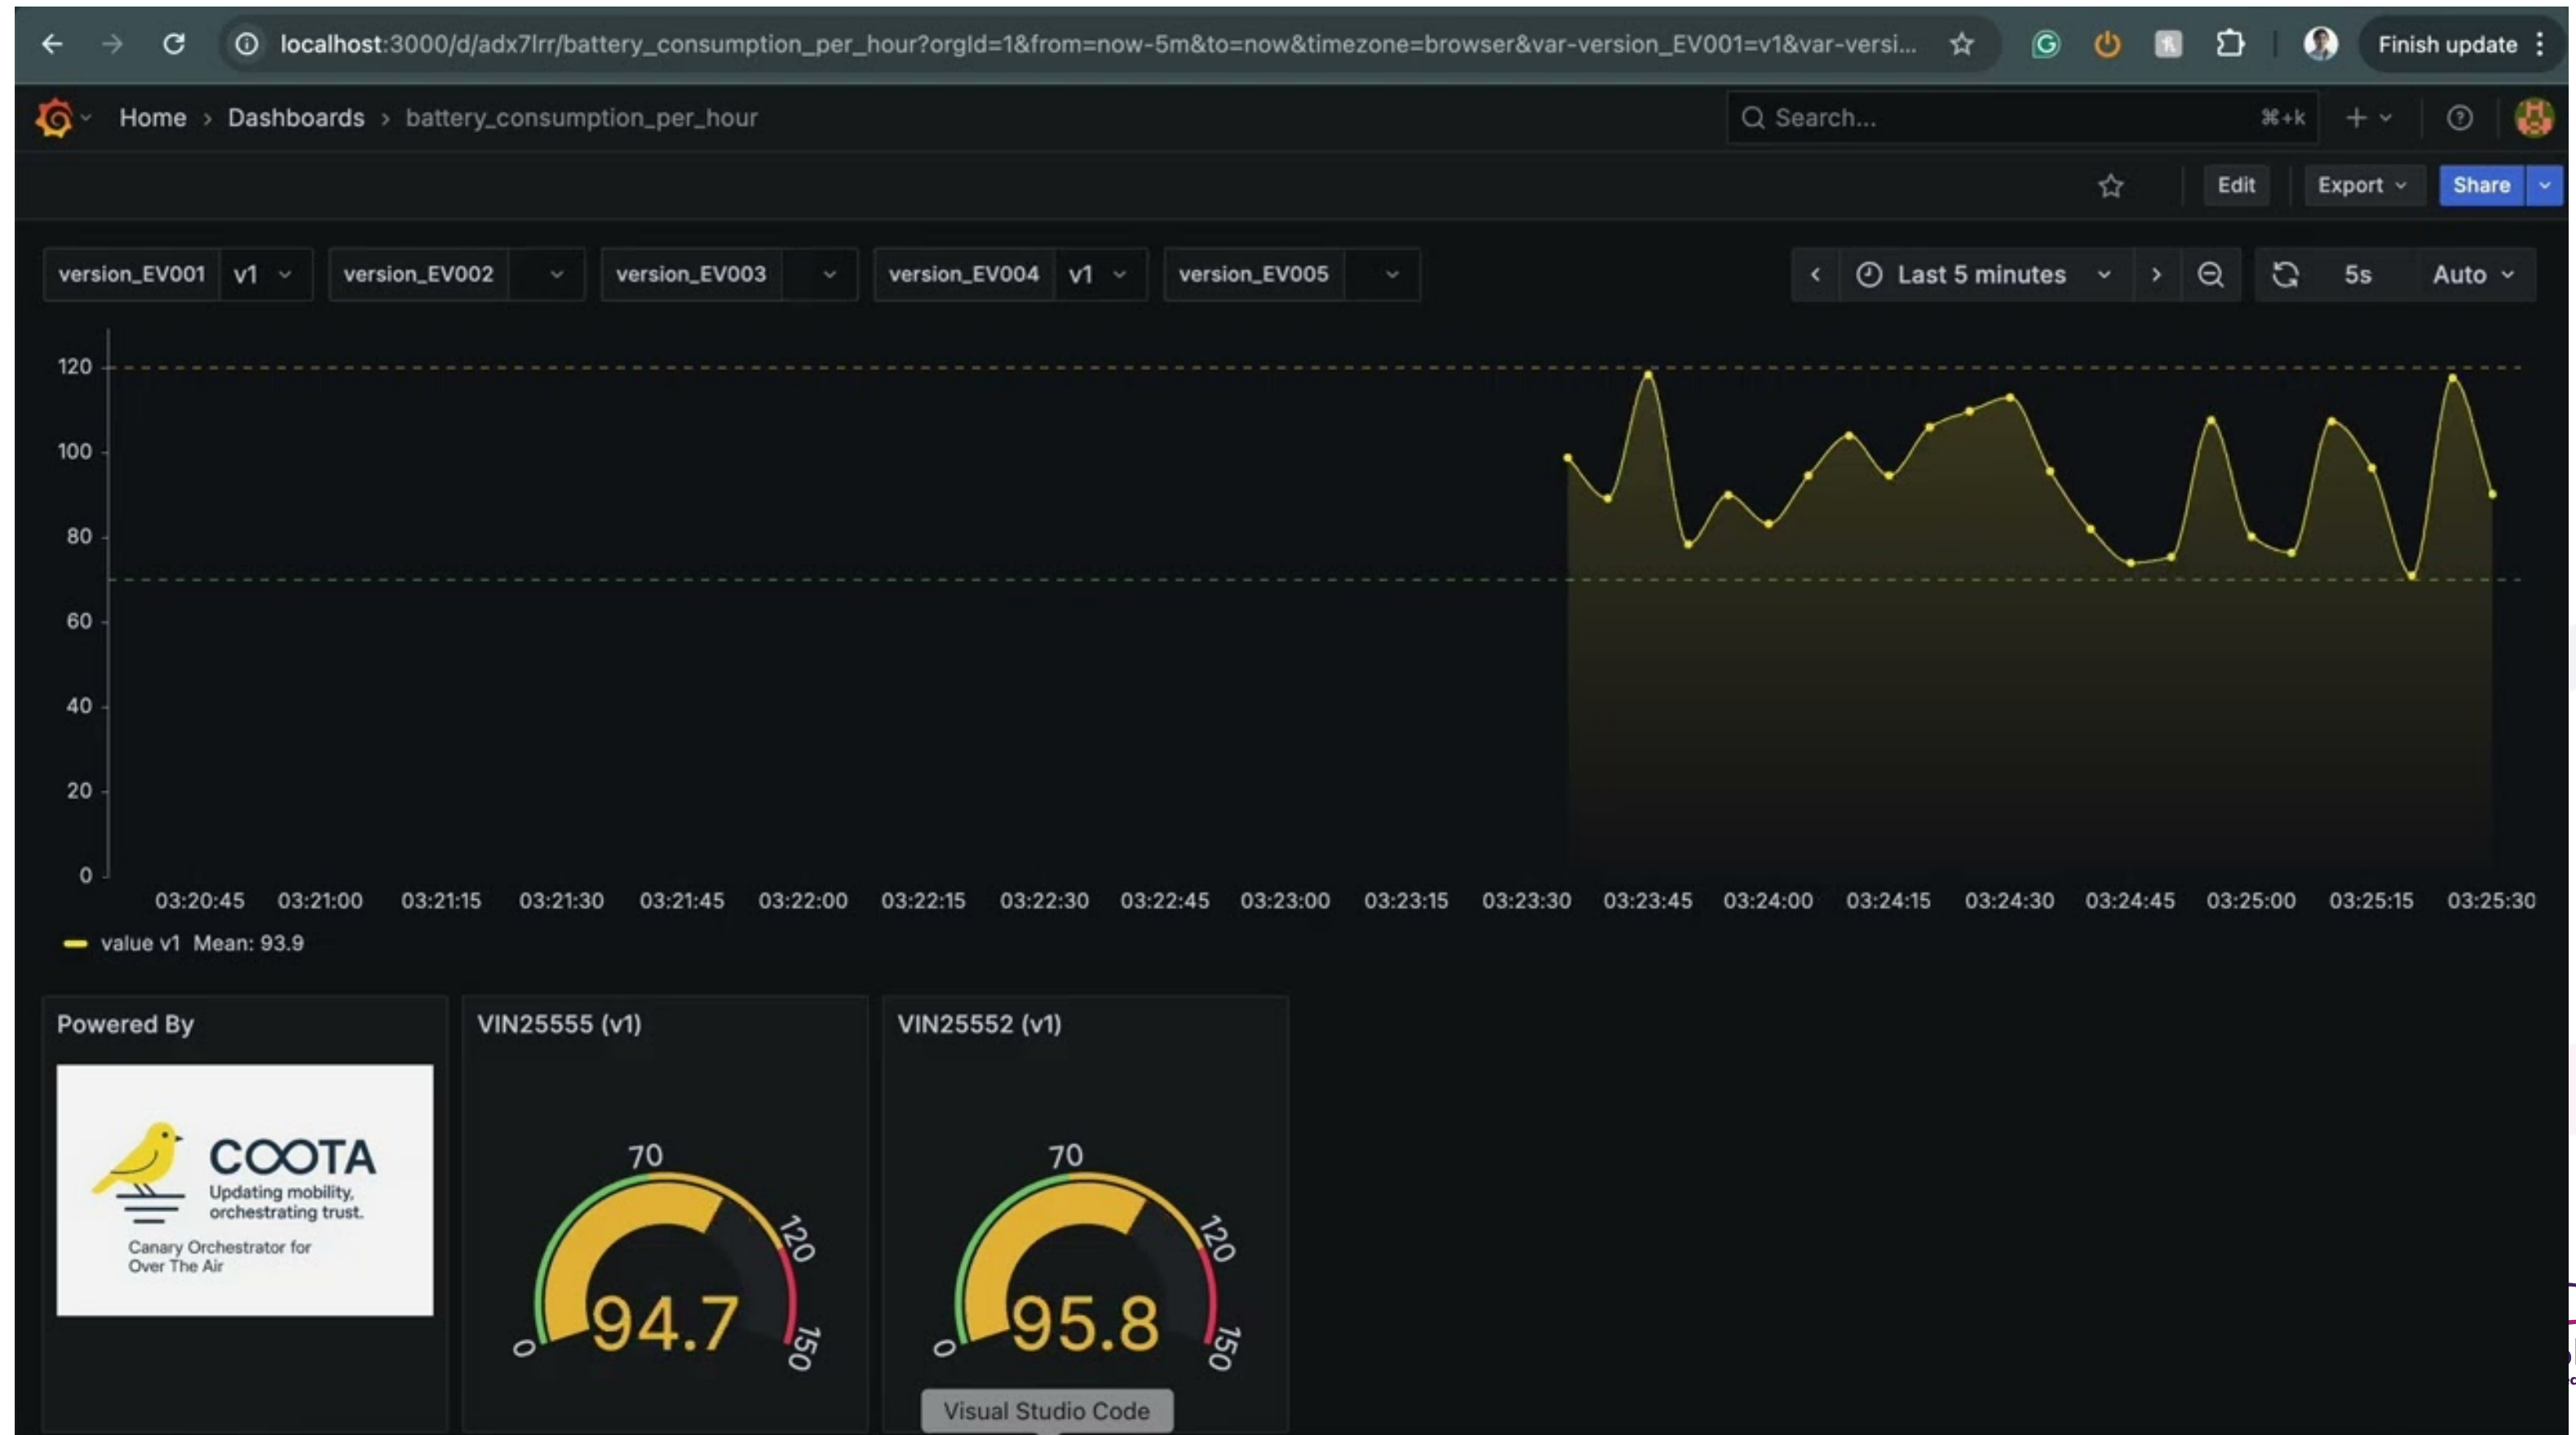 localhost:3000/d/adx7lrr/battery_consumption_per_hour?orgId=1&from=now-5m&to=now&timezone=browser&var-version_EV001=v1&var-versi... Finish update
Home › Dashboards › battery_consumption_per_hour Search... ⌘+k
Edit Export Share
version_EV001 v1 version_EV002 version_EV003 version_EV004 v1 version_EV005 Last 5 minutes 5s Auto
120
100
80
60
40
20
0
03:20:45 03:21:00 03:21:15 03:21:30 03:21:45 03:22:00 03:22:15 03:22:30 03:22:45 03:23:00 03:23:15 03:23:30 03:23:45 03:24:00 03:24:15 03:24:30 03:24:45 03:25:00 03:25:15 03:25:30
value v1 Mean: 93.9
Powered By
COOTA
Updating mobility,
orchestrating trust.
Canary Orchestrator for
Over The Air
VIN25555 (v1)
70
120
94.7
0 150
VIN25552 (v1)
70
120
95.8
0 150
Visual Studio Code